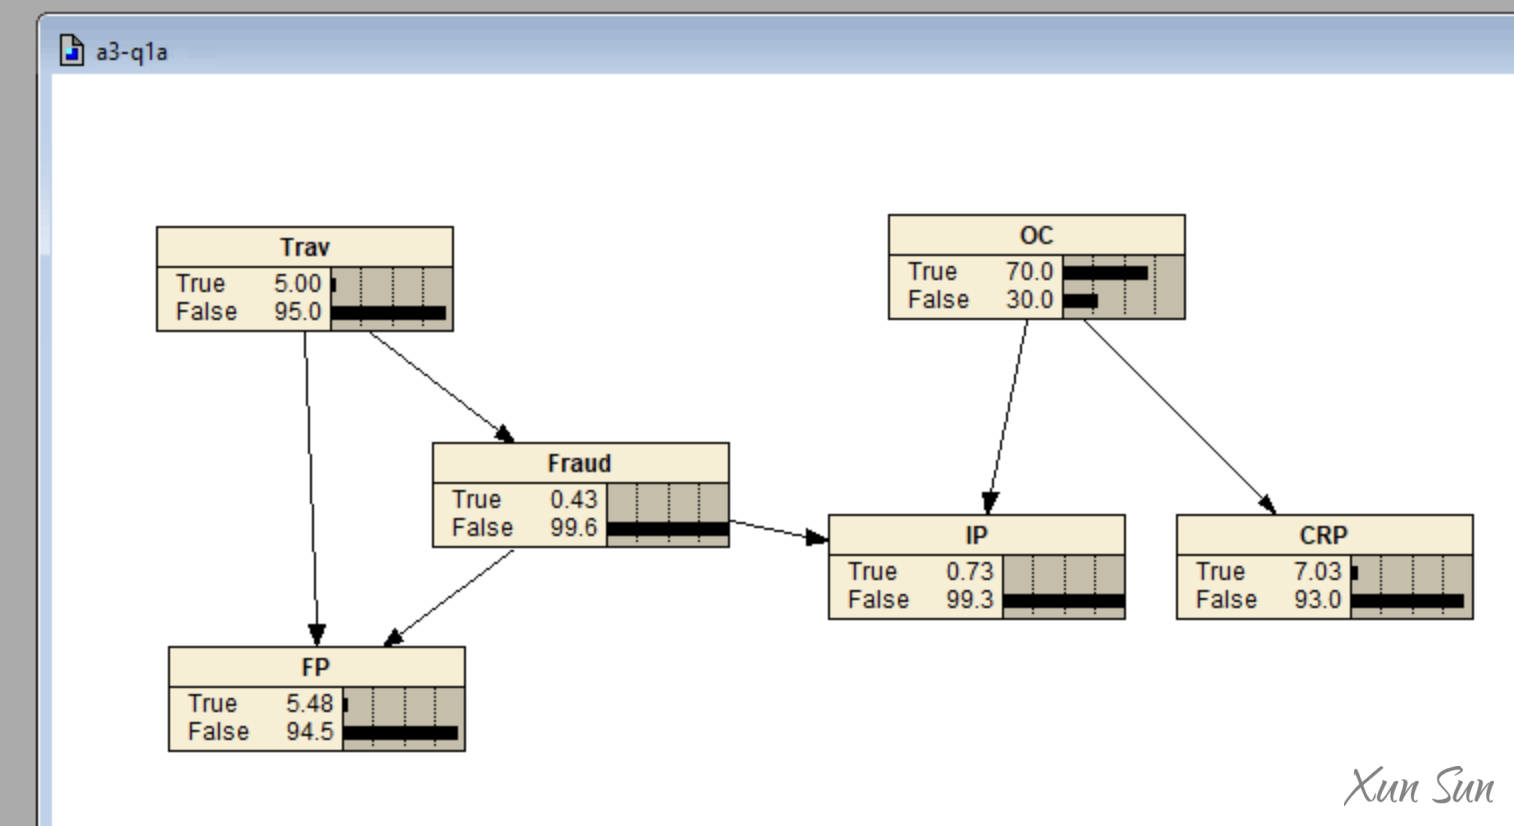 a3-q1a
Trav
True 5.00
False 95.0
OC
True 70.0
False 30.0
Fraud
True 0.43
False 99.6
IP
True 0.73
False 99.3
CRP
True 7.03
False 93.0
FP
True 5.48
False 94.5
Xun Sun